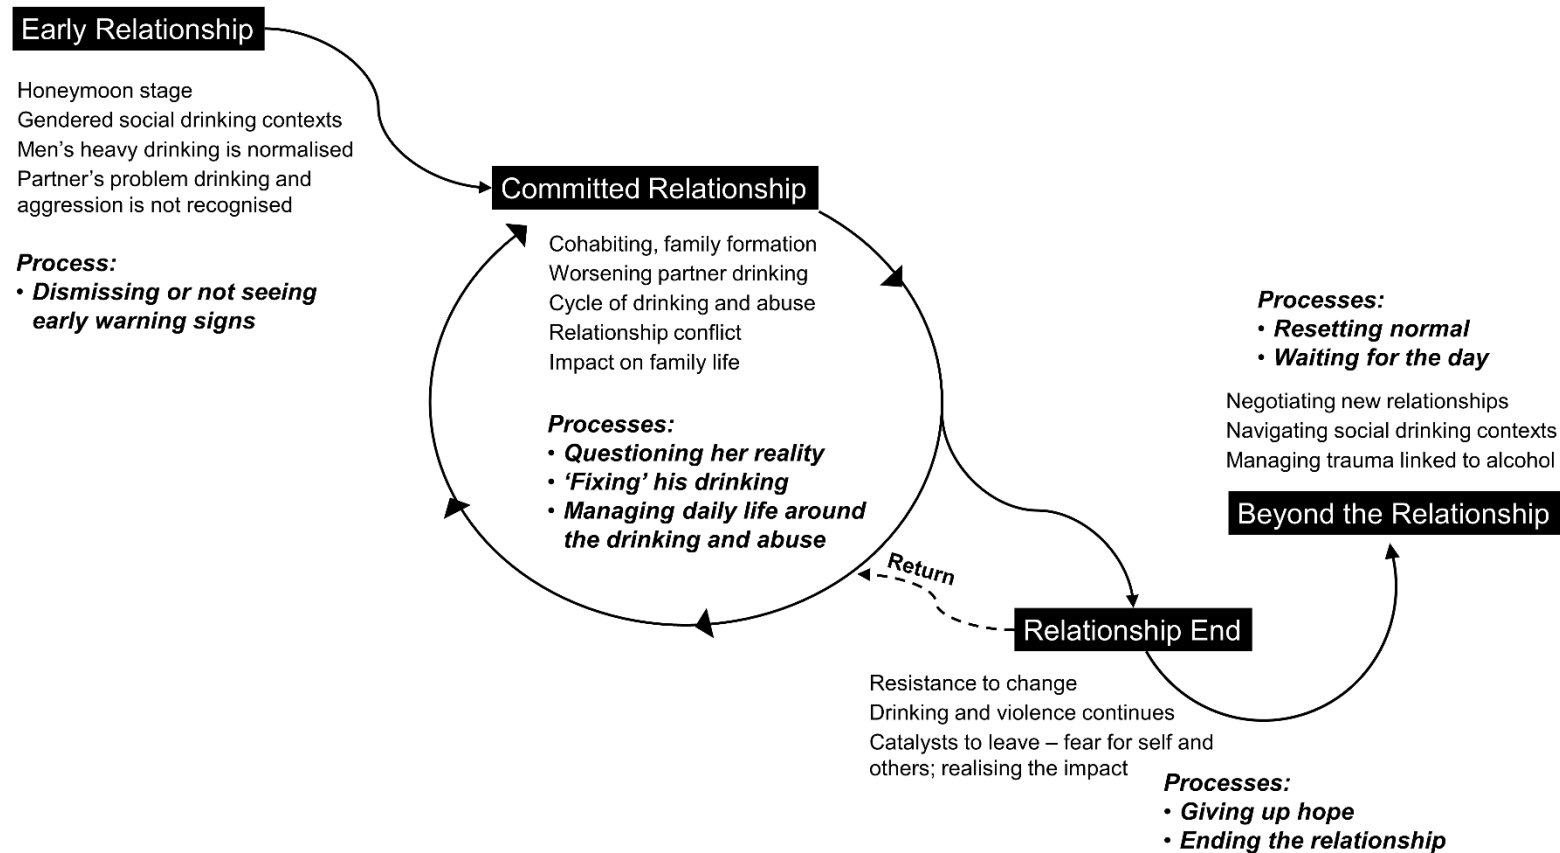 Early Relationship
Honeymoon stage
Gendered social drinking contexts
Men's heavy drinking is normalised
Partner's problem drinking and
aggression is not recognised
Process:
• Dismissing or not seeing
early warning signs
Committed Relationship
Cohabiting, family formation
Worsening partner drinking
Cycle of drinking and abuse
Relationship conflict
Impact on family life
Processes:
• Questioning her reality
• ‘Fixing’ his drinking
• Managing daily life around
the drinking and abuse
Return
Relationship End
Resistance to change
Drinking and violence continues
Catalysts to leave – fear for self and
others; realising the impact
Processes:
• Giving up hope
• Ending the relationship
Processes:
• Resetting normal
• Waiting for the day
Negotiating new relationships
Navigating social drinking contexts
Managing trauma linked to alcohol
Beyond the Relationship